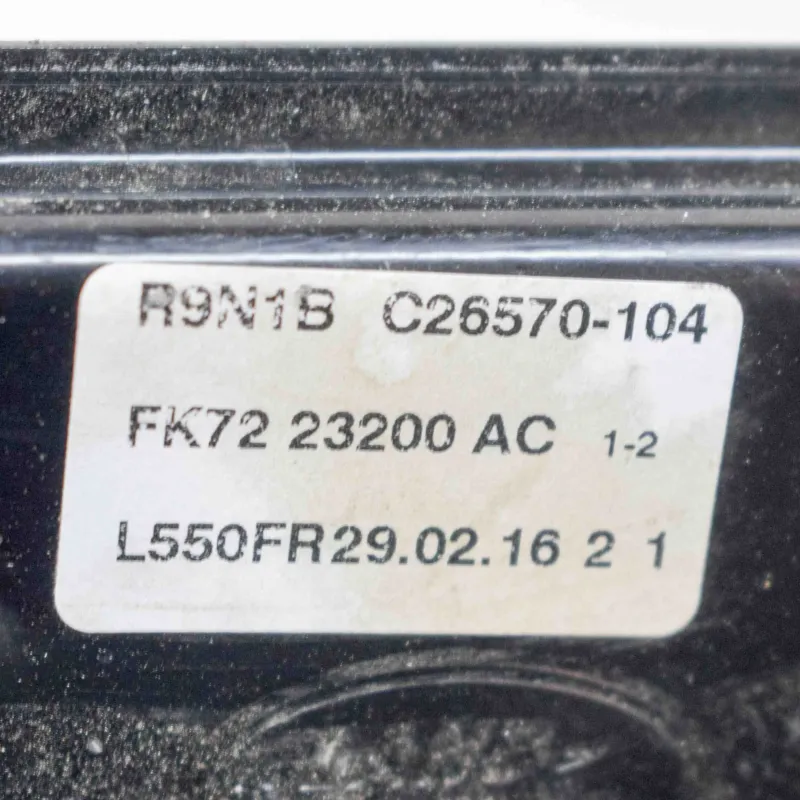 R9N1B C26570-104
FK72 23200 AC 1-2
L550FR29.02.16 2 1